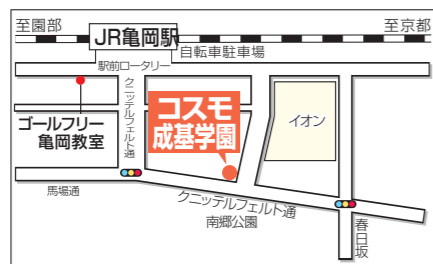 至園部
至京都
JR亀岡駅
自転車駐車場
駅前ロータリー
クニッテルフェルト通
ゴールフリー
亀岡教室
コスモ
成基学園
イオン
馬場通
クニッテルフェルト通
南郷公園
春日坂